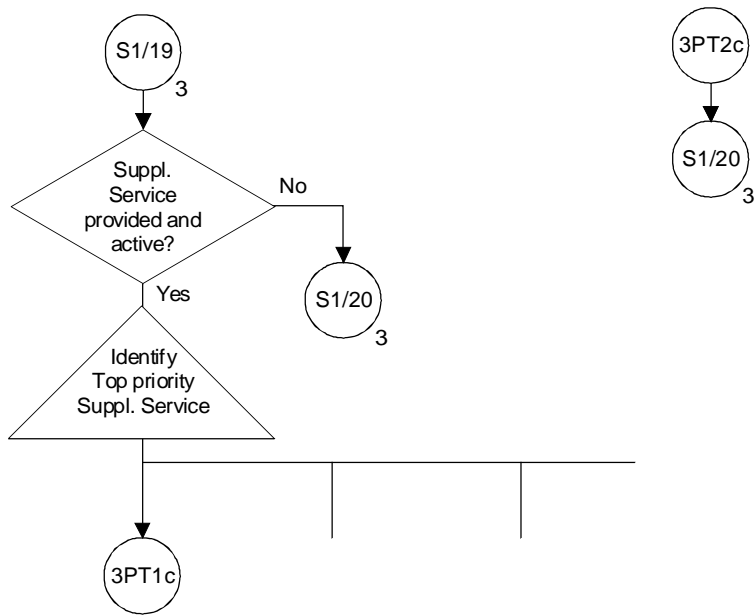 S1/19
3
Suppl.
Service
provided and
active?
No
Yes
S1/20
3
Identify
Top priority
Suppl. Service
3PT1c
3PT2c
S1/20
3